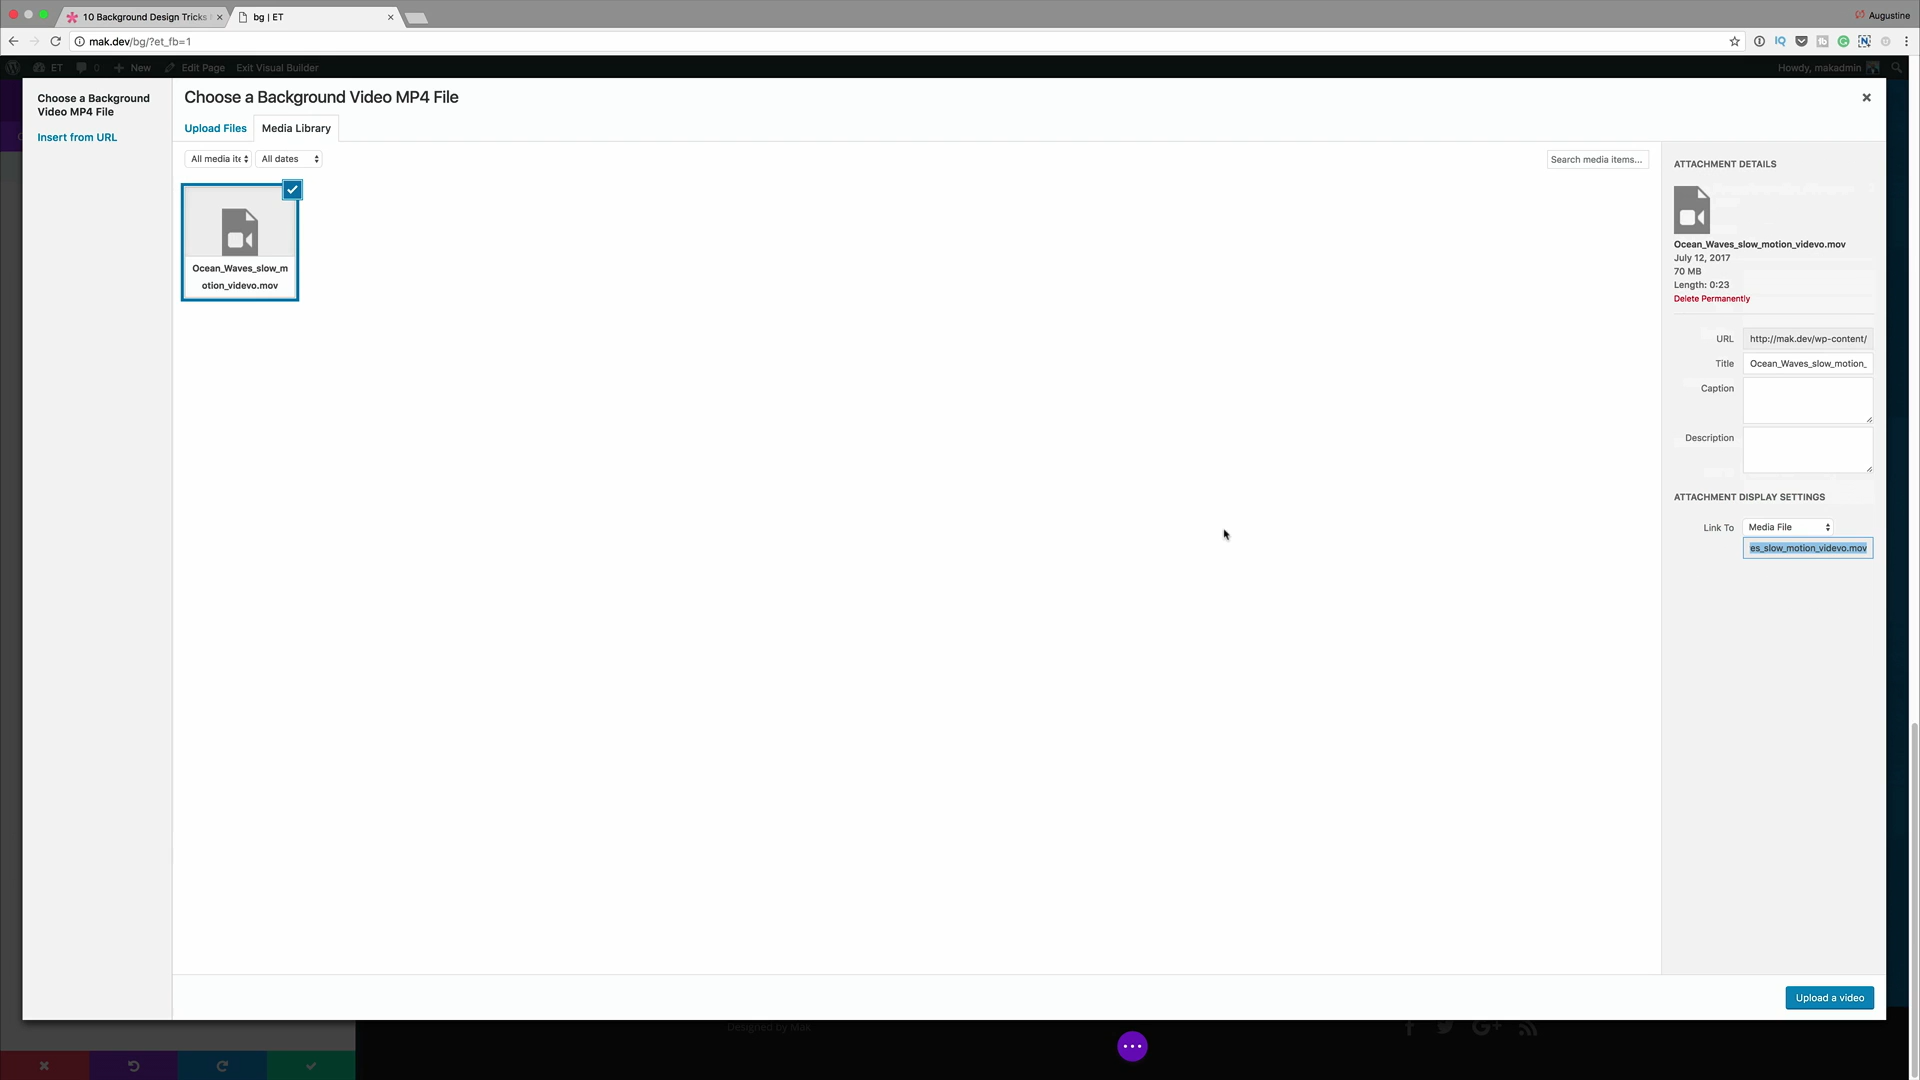 10 Background Design Tricks
bg | ET
Augustine
mak.dev/bg/?et_fb=1
ET
0
New
Edit Page
Exit Visual Builder
Howdy, makadmin
Choose a Background
Video MP4 File
Insert from URL
Choose a Background Video MP4 File
Upload Files
Media Library
All media ite
All dates
Search media items...
Ocean_Waves_slow_m
otion_videvo.mov
ATTACHMENT DETAILS
Ocean_Waves_slow_motion_videvo.mov
July 12, 2017
70 MB
Length: 0:23
Delete Permanently
URL
http://mak.dev/wp-content/
Title
Ocean_Waves_slow_motion_
Caption
Description
ATTACHMENT DISPLAY SETTINGS
Link To
Media File
es_slow_motion_videvo.mov
Upload a video
Designed by Mak